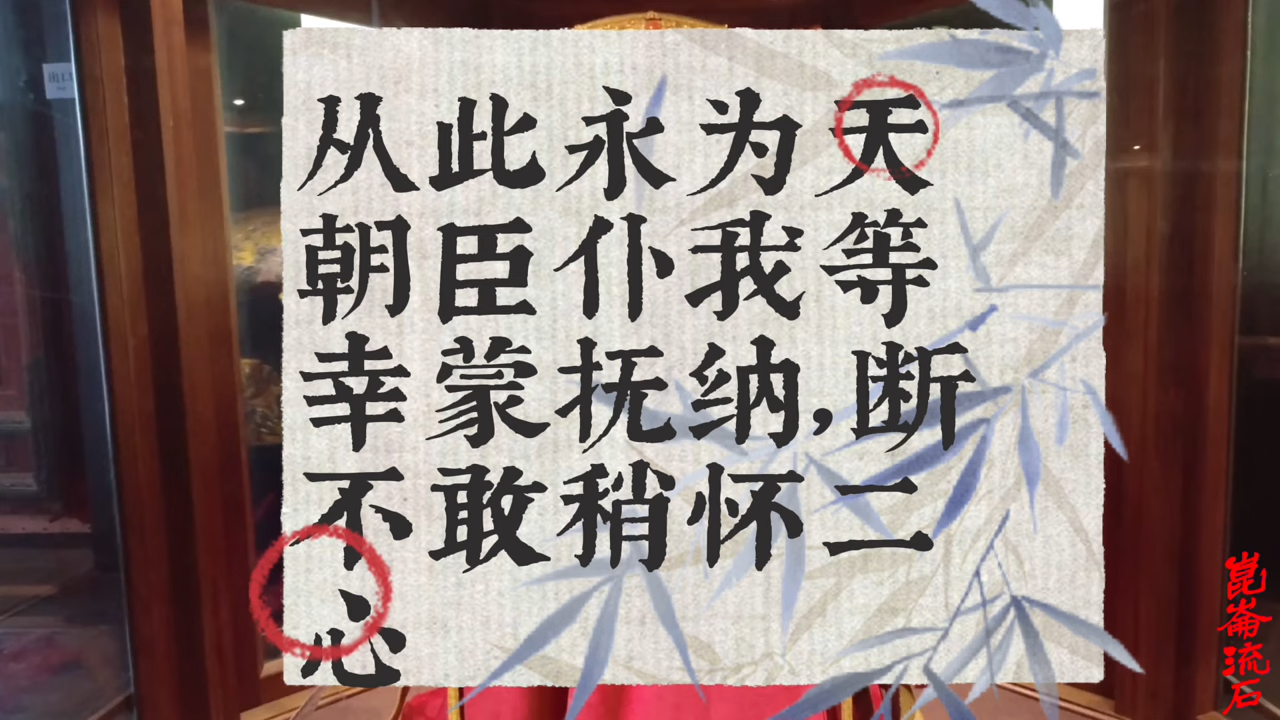 从此永为天
朝臣仆我等
幸蒙抚纳，断
不敢稍怀二
心
崑崙流石